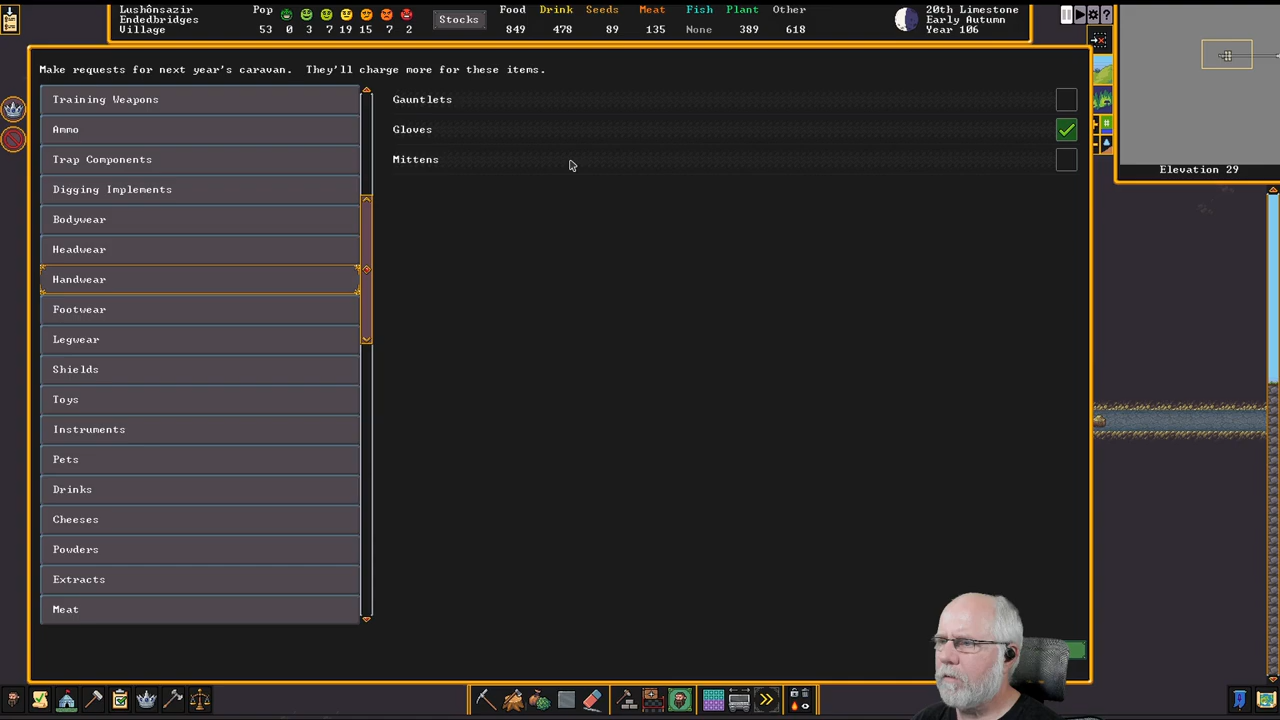 Lushônsazir
Endedbridges
Village
Pop
53 0 3 7 19 15 7 2
Stocks
Food Drink Seeds Meat Fish Plant Other
849 478 89 135 None 389 618
20th Limestone
Early Autumn
Year 106
Make requests for next year's caravan. They'll charge more for these items.
Training Weapons
Ammo
Trap Components
Digging Implements
Bodywear
Headwear
Handwear
Footwear
Legwear
Shields
Toys
Instruments
Pets
Drinks
Cheeses
Powders
Extracts
Meat
Gauntlets
Gloves
Mittens
Elevation 29